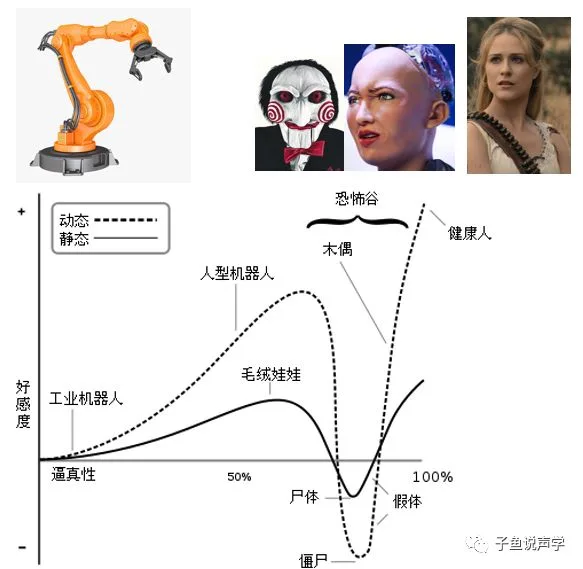 恐怖谷
+
动态
静态
木偶
健康人
人型机器人
毛绒娃娃
好感度
工业机器人
逼真性
50%
100%
尸体
假体
-
僵尸
子鱼说声学